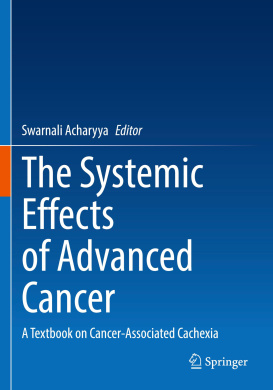 Swarnali Acharyya Editor
The Systemic
Effects
of Advanced
Cancer
A Textbook on Cancer-Associated Cachexia
Springer